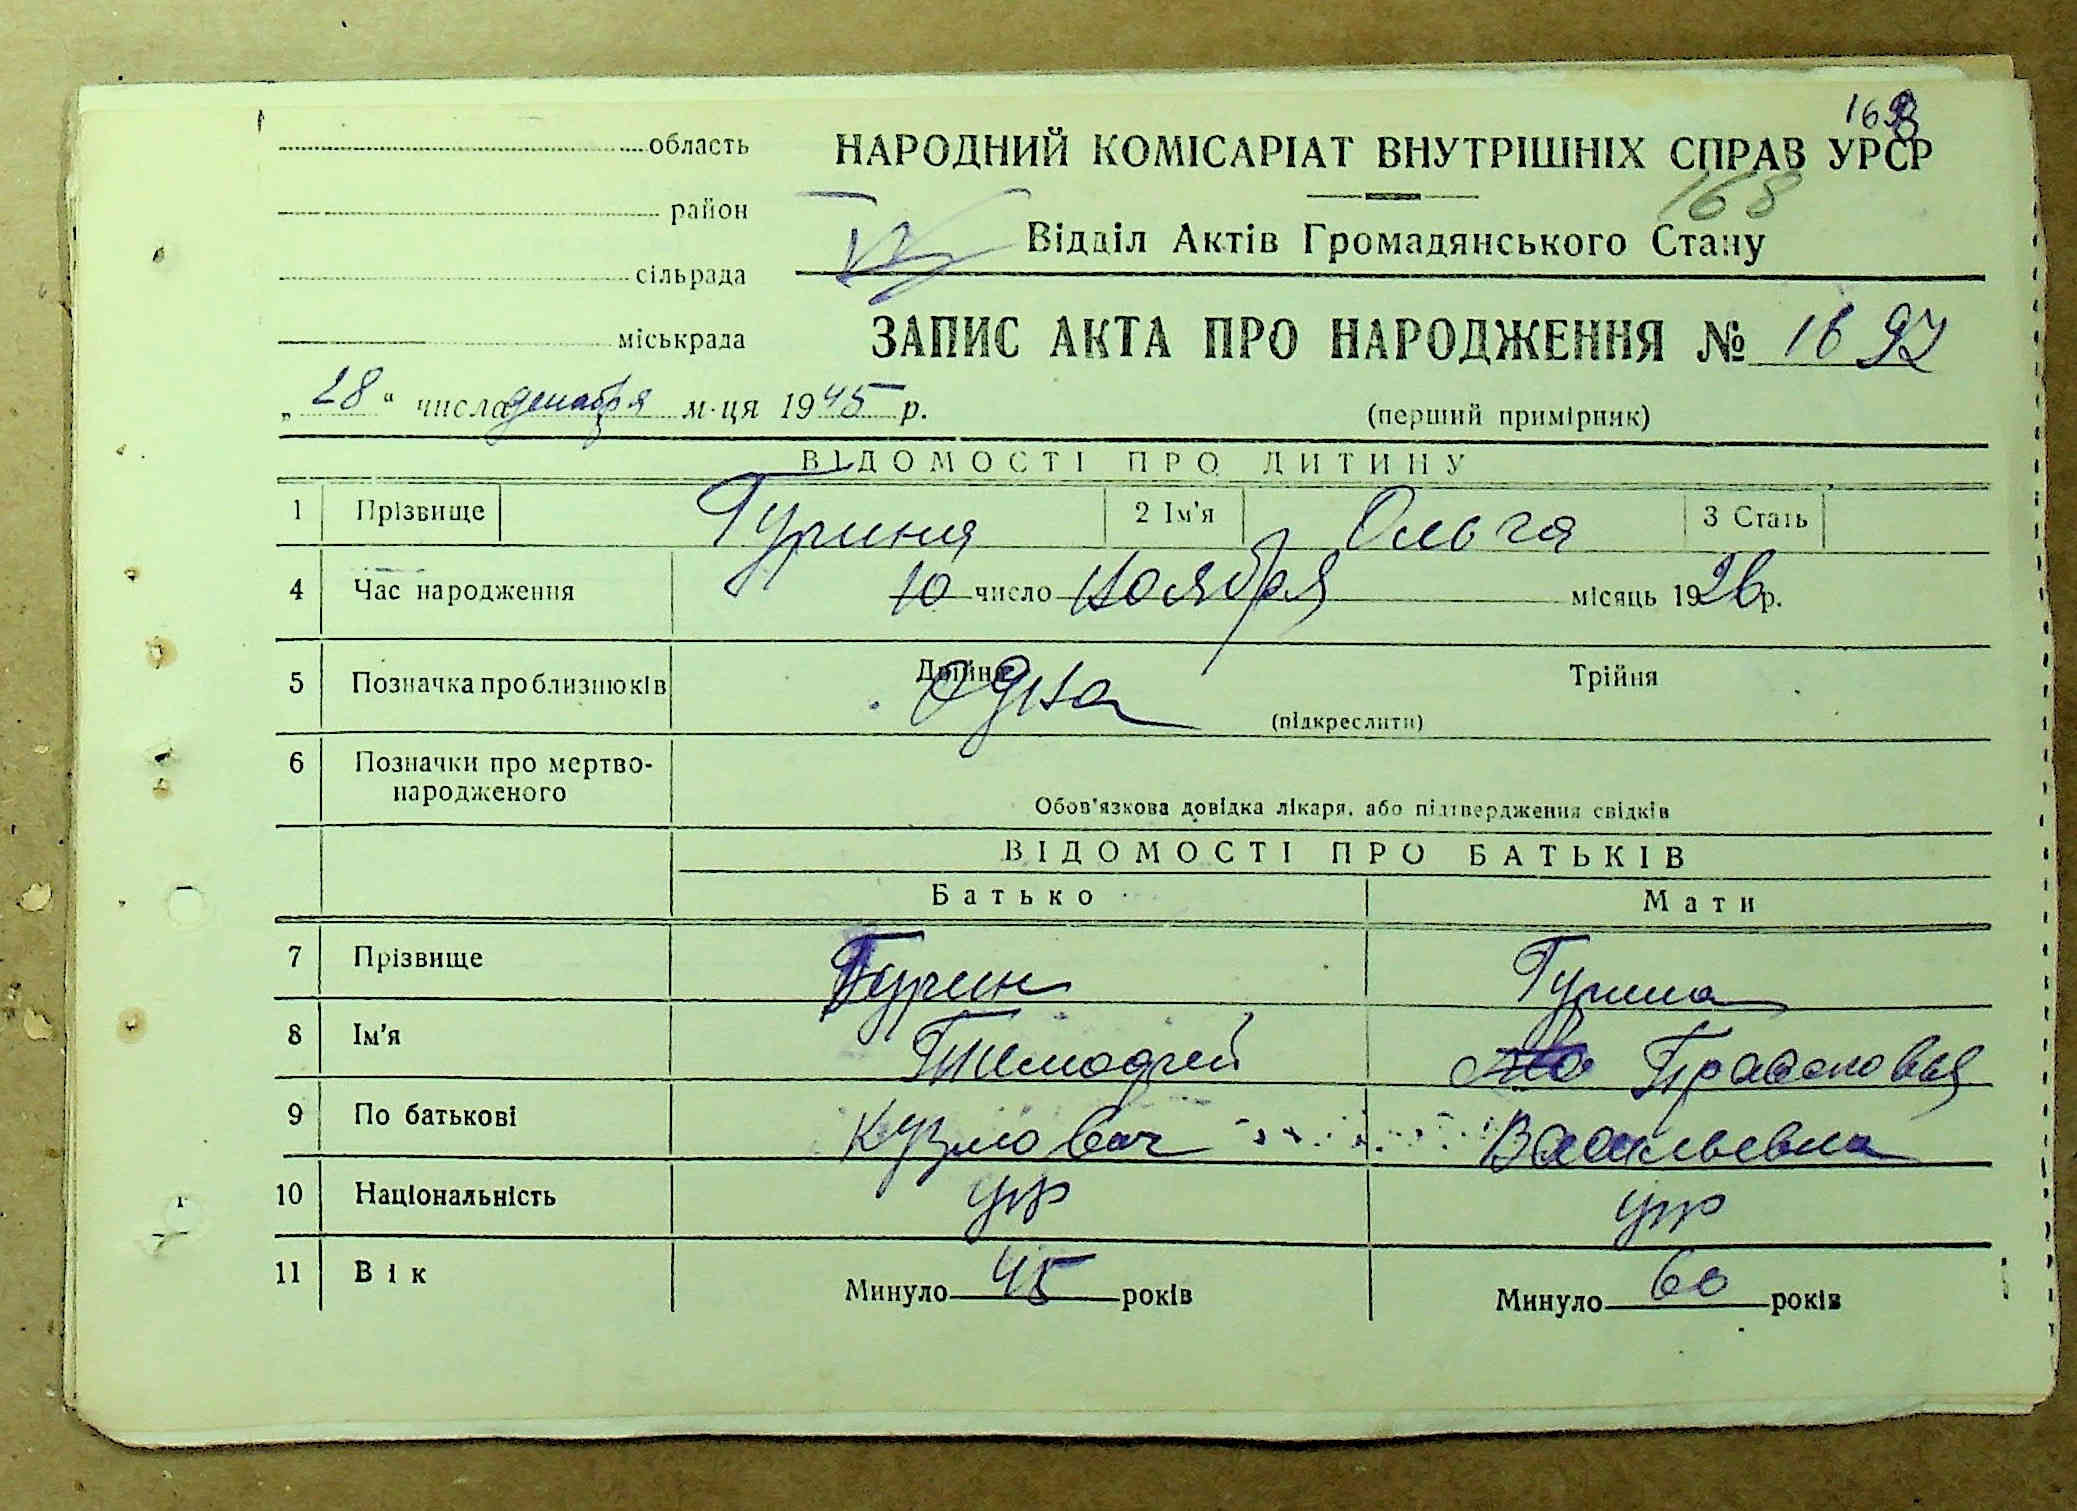 168
область НАРОДНИЙ КОМІСАРІАТ ВНУТРІШНІХ СПРАВ УРСР
168
район
Відділ Актів Громадянського Стану
сільрада
міськрада ЗАПИС АКТА ПРО НАРОДЖЕННЯ № 1692
„28“ числа декабря м-ця 1945 р. (перший примірник)
ВІДОМОСТІ ПРО ДИТИНУ
1 Прізвище Гурина 2 Ім'я Ольга 3 Стать
4 Час народження 10 число ноября місяць 1926 р.
5 Позначка про близнюків Двійня одна Трійня
(підкреслити)
6 Позначки про мертво-
народженого
Обов'язкова довідка лікаря, або підтвердження свідків
ВІДОМОСТІ ПРО БАТЬКІВ
Батько Мати
7 Прізвище Гурин Гурина
8 Ім'я Тимофей Прасковья
9 По батькові Кузмович Васильевна
10 Національність укр укр
11 Вік Минуло 45 років Минуло 60 років